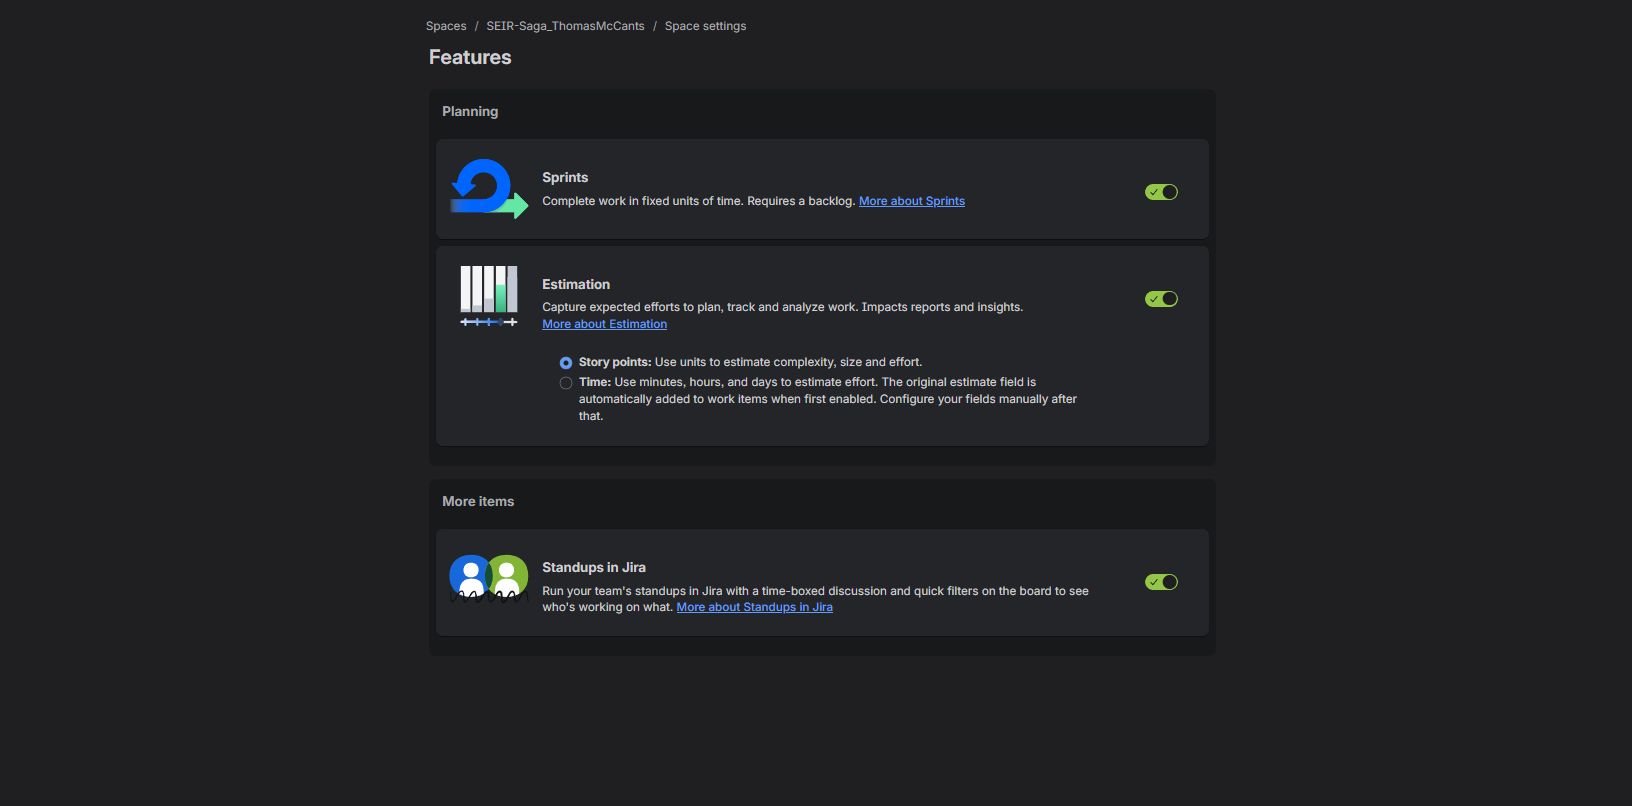 Spaces / SEIR-Saga_ThomasMcCants / Space settings
Features
Planning
Sprints
Complete work in fixed units of time. Requires a backlog. More about Sprints
Estimation
Capture expected efforts to plan, track and analyze work. Impacts reports and insights.
More about Estimation
Story points: Use units to estimate complexity, size and effort.
Time: Use minutes, hours, and days to estimate effort. The original estimate field is
automatically added to work items when first enabled. Configure your fields manually after
that.
More items
Standups in Jira
Run your team's standups in Jira with a time-boxed discussion and quick filters on the board to see
who's working on what. More about Standups in Jira